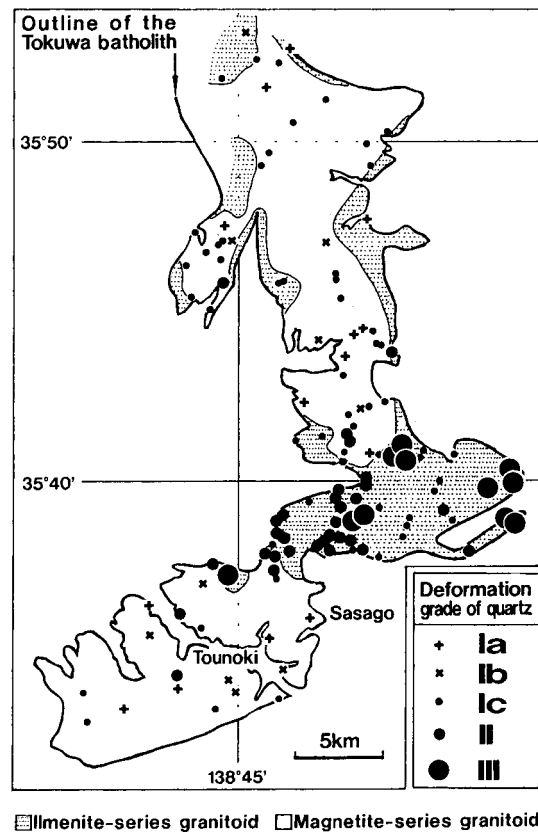 Outline of the
Tokuwa batholith
35°50'
35°40'
Sasago
Tounoki
5km
138°45'
Deformation
grade of quartz
+ Ia
× Ib
• Ic
● II
● III
Ilmenite-series granitoid Magnetite-series granitoid